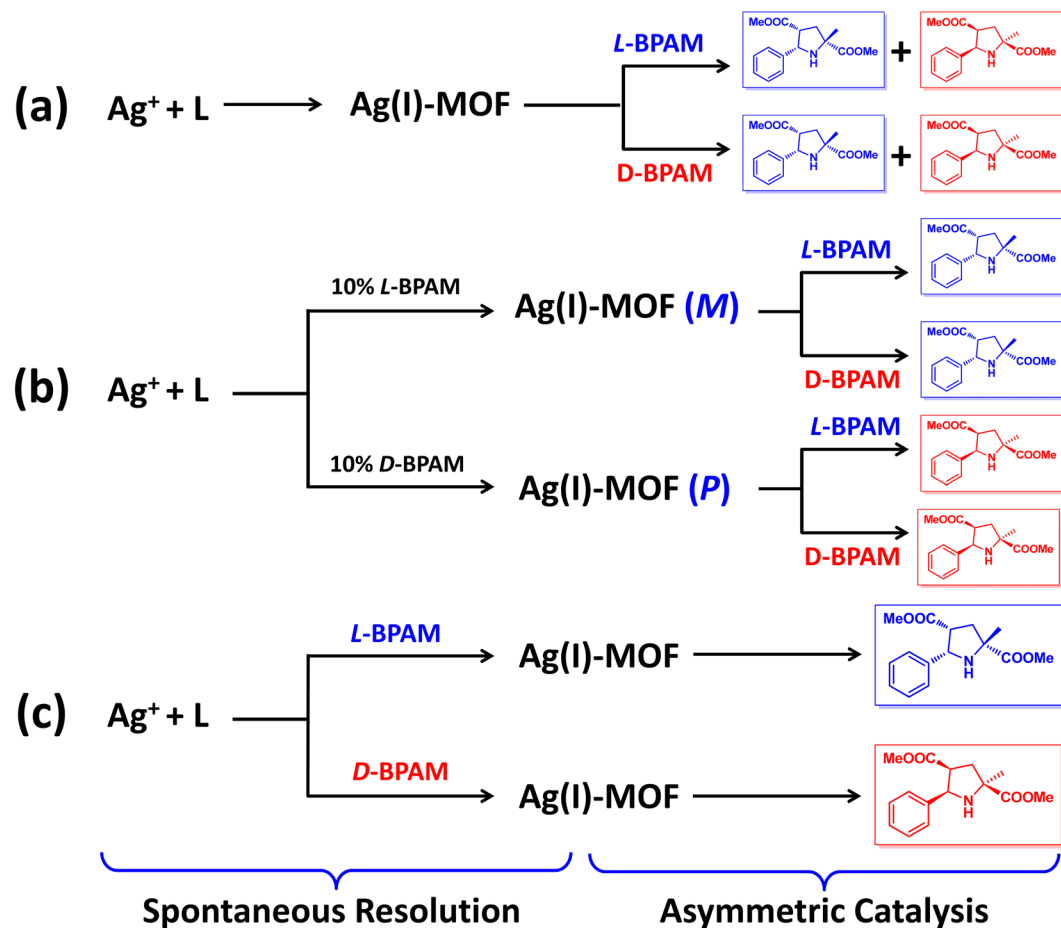 (a)
Ag⁺ + L
Ag(I)-MOF
L-BPAM
MeOOC
COOMe
N
H
+
MeOOC
COOMe
N
H
D-BPAM
MeOOC
COOMe
N
H
+
MeOOC
COOMe
N
H
(b)
Ag⁺ + L
10% L-BPAM
Ag(I)-MOF (M)
L-BPAM
MeOOC
COOMe
N
H
D-BPAM
MeOOC
COOMe
N
H
10% D-BPAM
Ag(I)-MOF (P)
L-BPAM
MeOOC
COOMe
N
H
D-BPAM
MeOOC
COOMe
N
H
(c)
Ag⁺ + L
L-BPAM
Ag(I)-MOF
MeOOC
COOMe
N
H
D-BPAM
Ag(I)-MOF
MeOOC
COOMe
N
H
Spontaneous Resolution
Asymmetric Catalysis